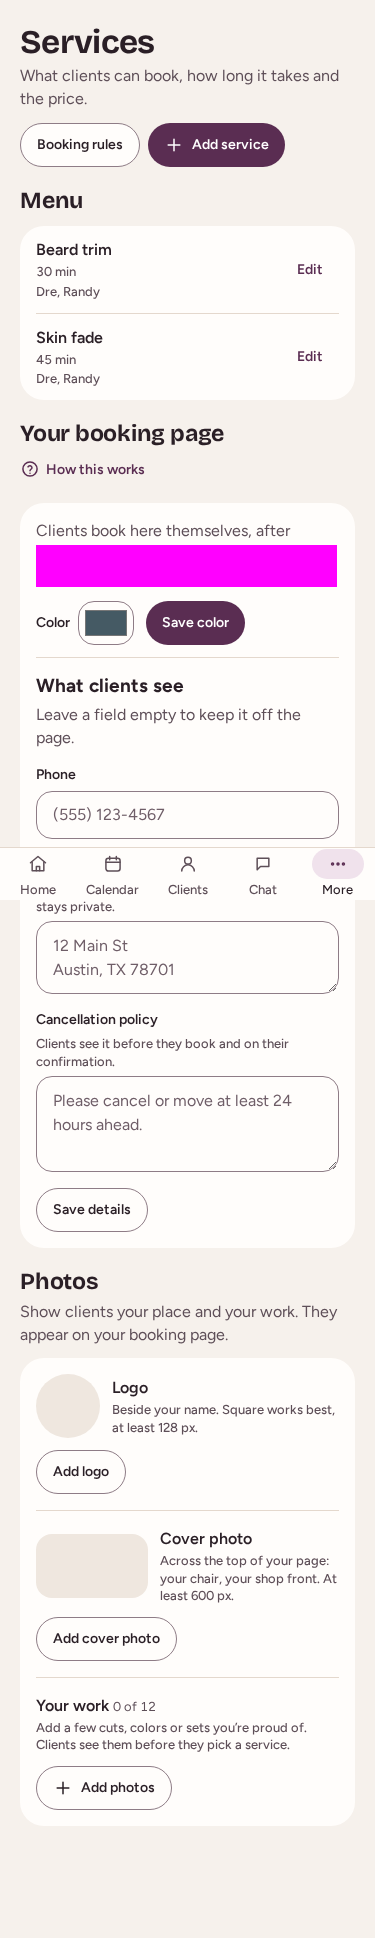 Services
What clients can book, how long it takes and
the price.
Booking rules
Add service
Menu
Beard trim
30 min
Dre, Randy
Edit
Skin fade
45 min
Dre, Randy
Edit
Your booking page
How this works
Clients book here themselves, after
Color
Save color
What clients see
Leave a field empty to keep it off the
page.
Phone
(555) 123-4567
Home
Calendar
Clients
Chat
More
stays private.
12 Main St
Austin, TX 78701
Cancellation policy
Clients see it before they book and on their
confirmation.
Please cancel or move at least 24
hours ahead.
Save details
Photos
Show clients your place and your work. They
appear on your booking page.
Logo
Beside your name. Square works best,
at least 128 px.
Add logo
Cover photo
Across the top of your page:
your chair, your shop front. At
least 600 px.
Add cover photo
Your work 0 of 12
Add a few cuts, colors or sets you’re proud of.
Clients see them before they pick a service.
Add photos